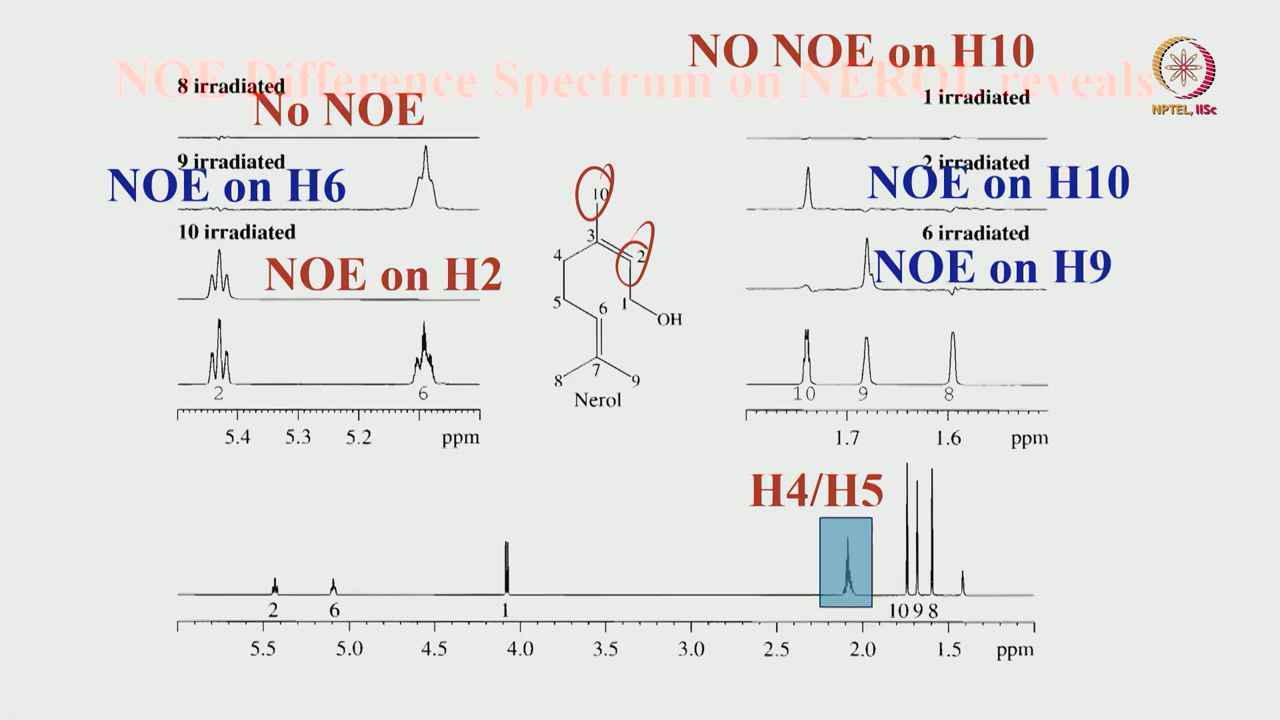 NO NOE on H10
NOE Difference Spectrum on NEROL reveals
NPTEL, IISc
8 irradiated
No NOE
1 irradiated
9 irradiated
NOE on H6
2 irradiated
NOE on H10
10 irradiated
NOE on H2
6 irradiated
NOE on H9
10
3
2
4
5
6
1
OH
7
8
9
Nerol
2
6
10
9
8
5.4
5.3
5.2
ppm
1.7
1.6
ppm
H4/H5
2
6
1
10 9 8
5.5
5.0
4.5
4.0
3.5
3.0
2.5
2.0
1.5
ppm